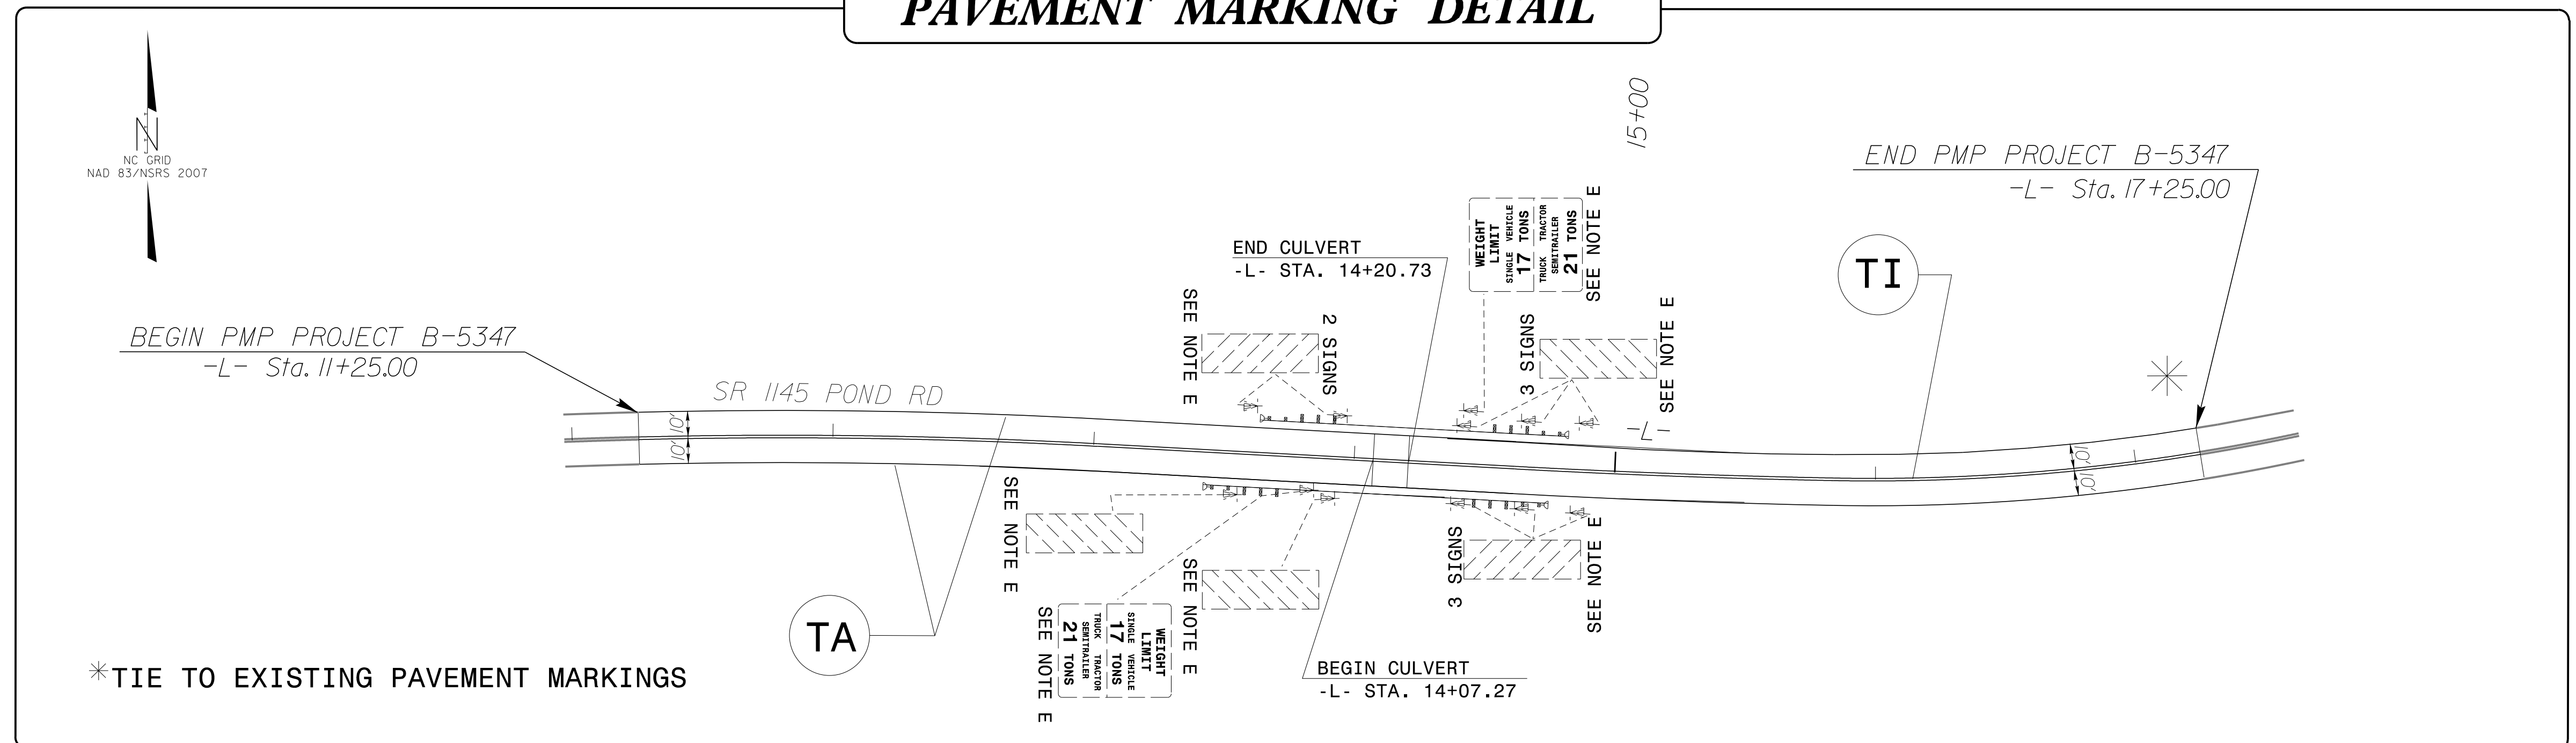 PAVEMENT MARKING DETAIL
N
NC GRID
NAD 83/NSRS 2007
15+00
END PMP PROJECT B-5347
-L- Sta. 17+25.00
WEIGHT
LIMIT
SINGLE VEHICLE
17 TONS
TRUCK TRACTOR
SEMITRAILER
21 TONS
SEE NOTE E
END CULVERT
-L- STA. 14+20.73
TI
SEE NOTE E
2 SIGNS
3 SIGNS
SEE NOTE E
BEGIN PMP PROJECT B-5347
-L- Sta. 11+25.00
SR 1145 POND RD
-L-
10'
10'
10'
10'
SEE NOTE E
SEE NOTE E
3 SIGNS
SEE NOTE E
TA
SEE NOTE E
WEIGHT
LIMIT
SINGLE VEHICLE
17 TONS
TRUCK TRACTOR
SEMITRAILER
21 TONS
BEGIN CULVERT
-L- STA. 14+07.27
*TIE TO EXISTING PAVEMENT MARKINGS